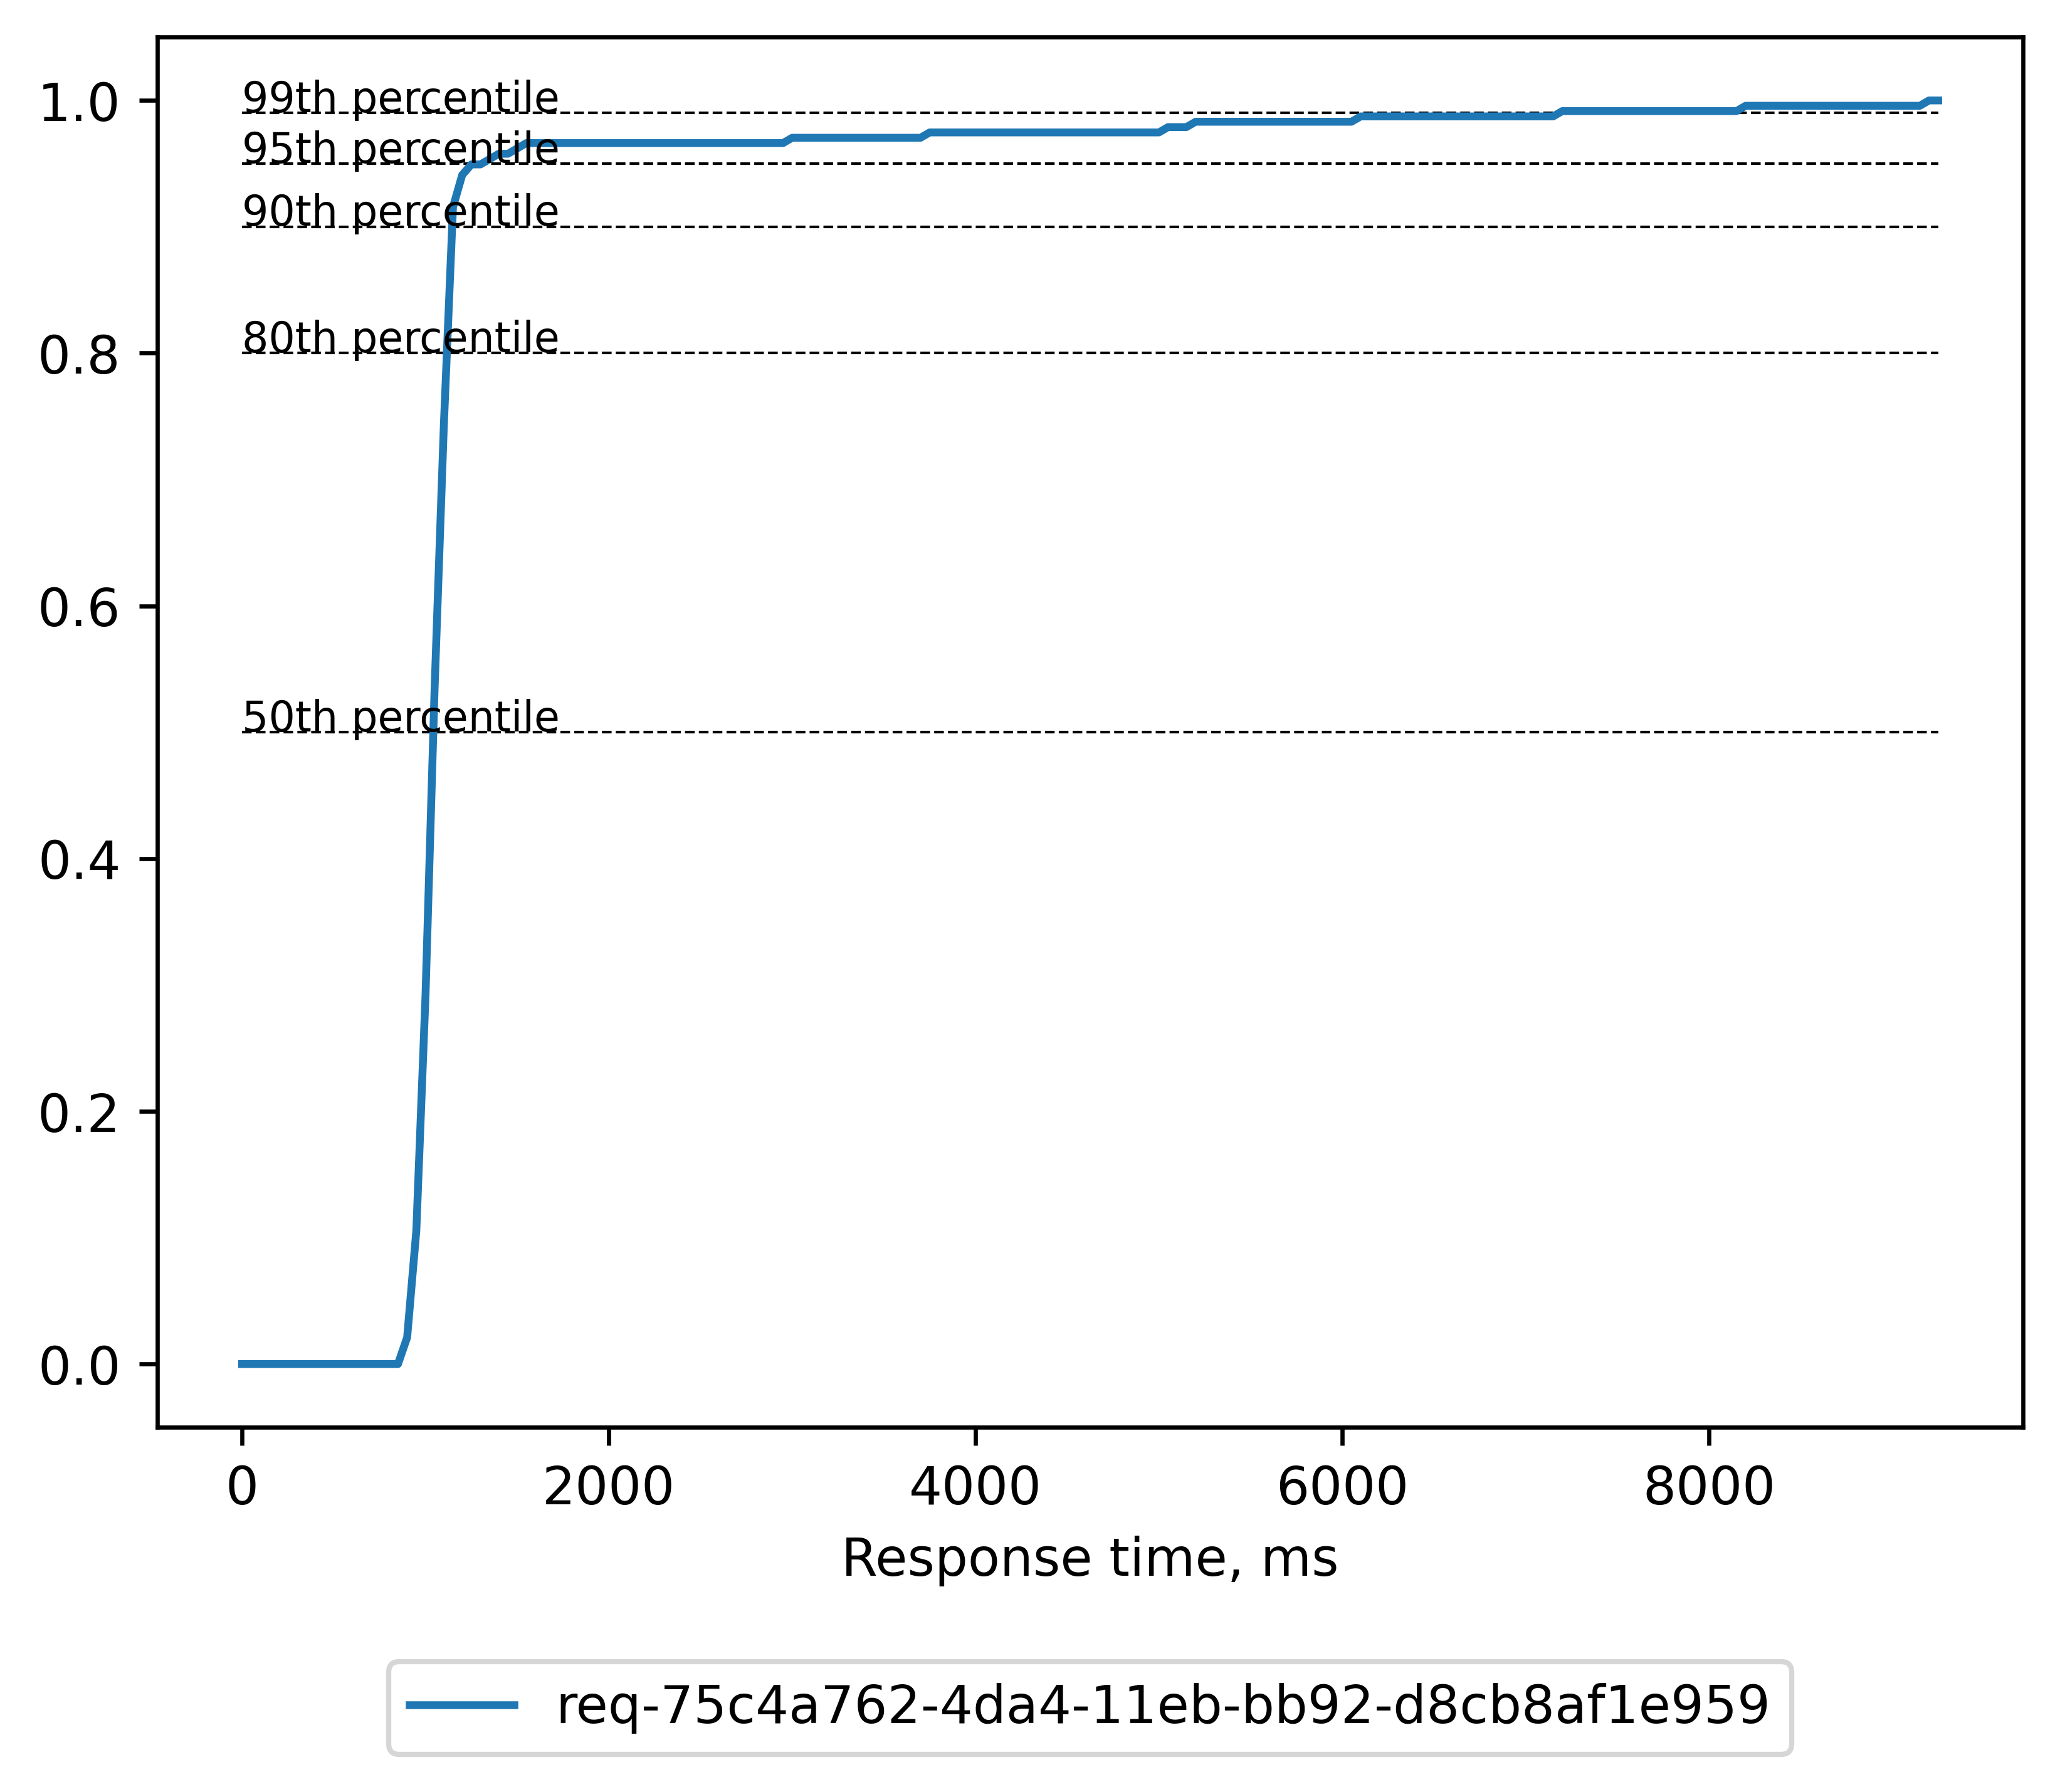 1.0
99th percentile
95th percentile
90th percentile
0.8
80th percentile
0.6
50th percentile
0.4
0.2
0.0
0 2000 4000 6000 8000
Response time, ms
req-75c4a762-4da4-11eb-bb92-d8cb8af1e959